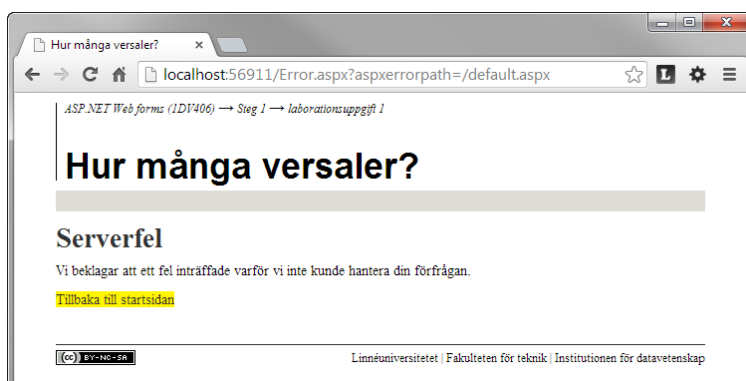 Hur många versaler?
localhost:56911/Error.aspx?aspxerrorpath=/default.aspx
L
ASP.NET Web forms (1DV406) → Steg 1 → laborationsuppgift 1
Hur många versaler?
Serverfel
Vi beklagar att ett fel inträffade varför vi inte kunde hantera din förfrågan.
Tillbaka till startsidan
(cc) BY-NC-SA
Linnéuniversitetet | Fakulteten för teknik | Institutionen för datavetenskap